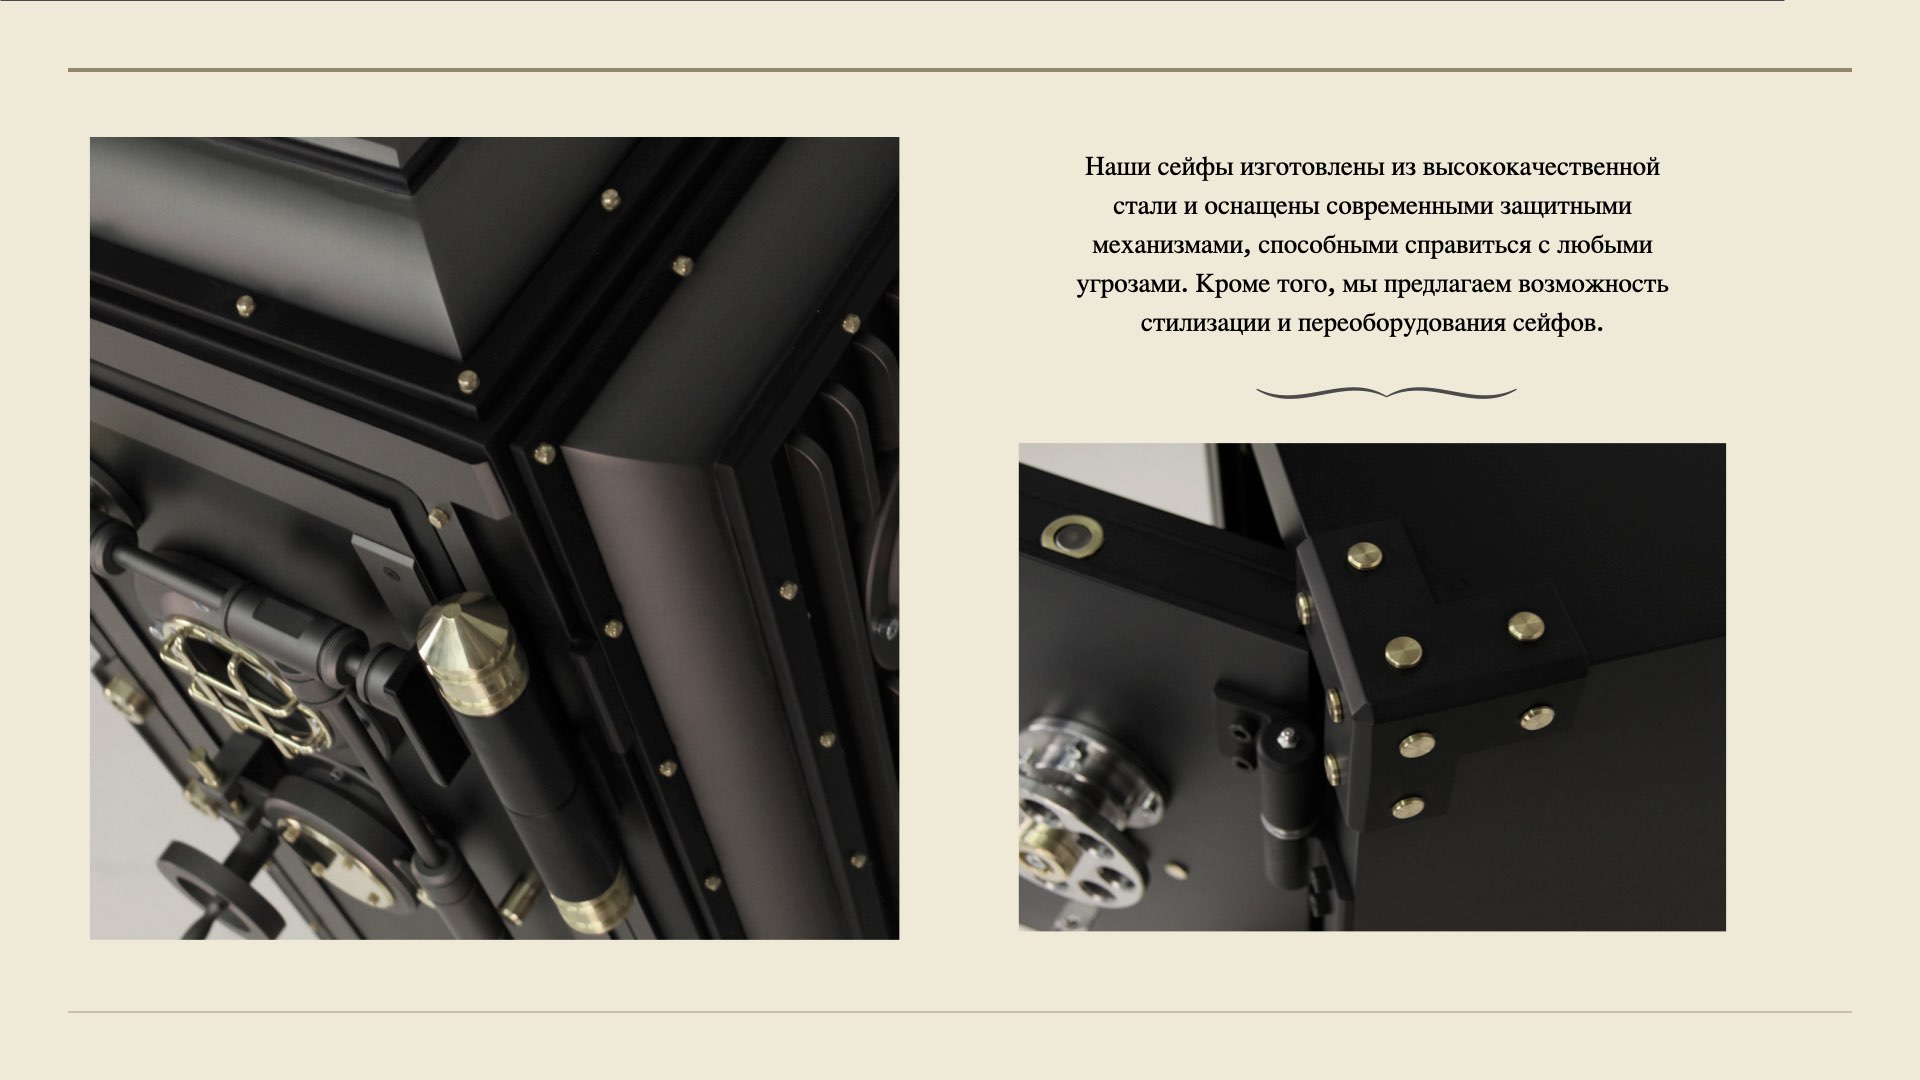 Наши сейфы изготовлены из высококачественной
стали и оснащены современными защитными
механизмами, способными справиться с любыми
угрозами. Кроме того, мы предлагаем возможность
стилизации и переоборудования сейфов.